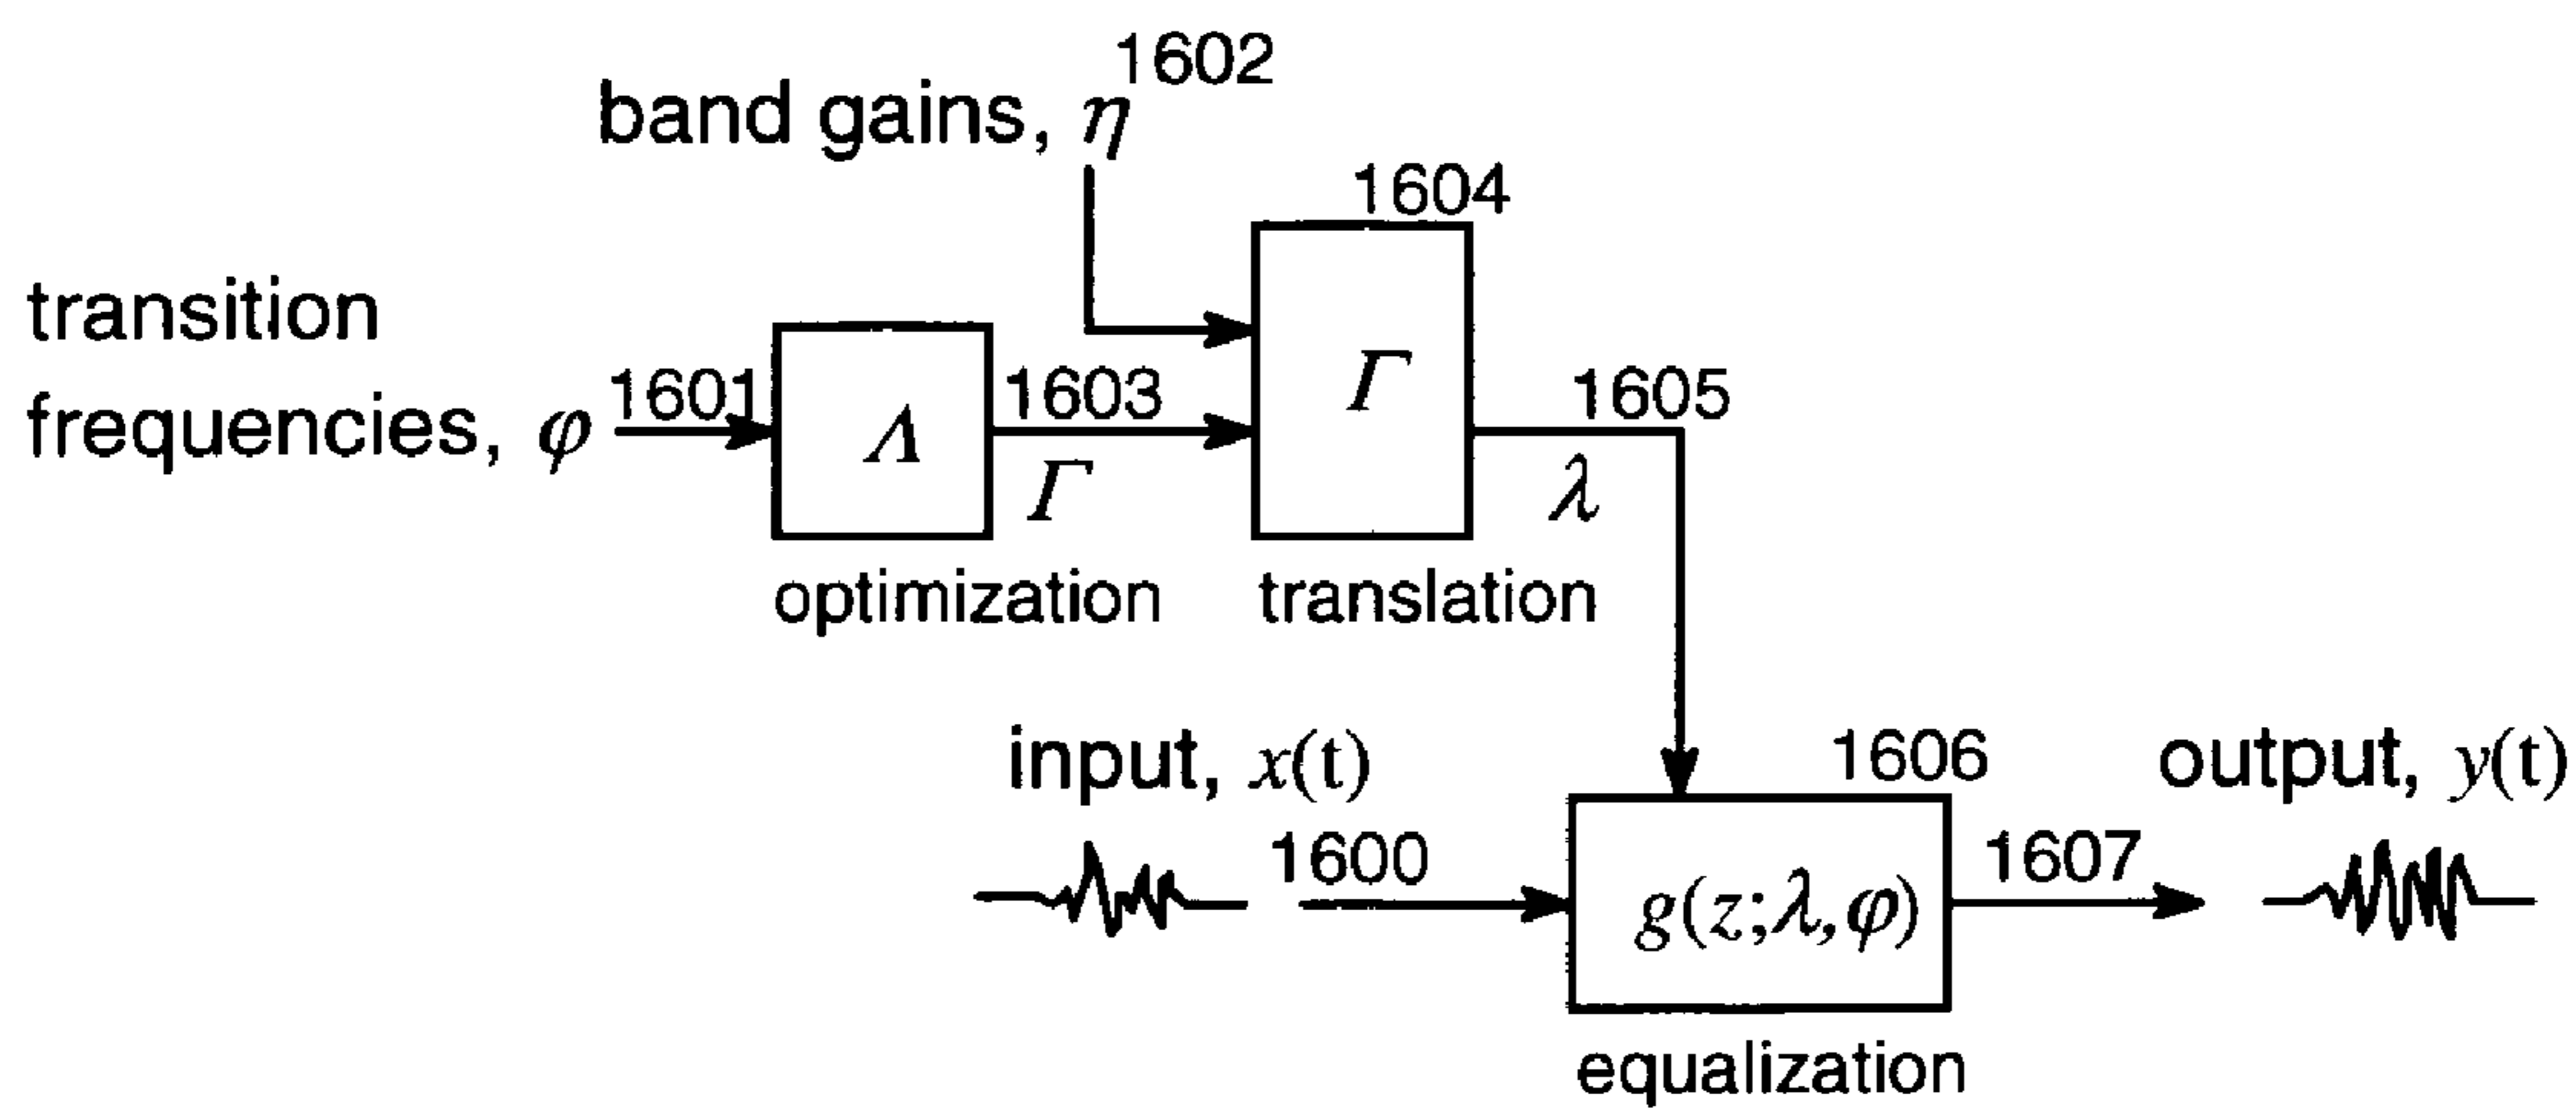 1602
band gains, η
1604
transition
frequencies, φ
1601
Λ
1603
Γ
Γ
1605
λ
optimization
translation
input, x(t)
1606
output, y(t)
1600
g(z;λ,φ)
1607
equalization